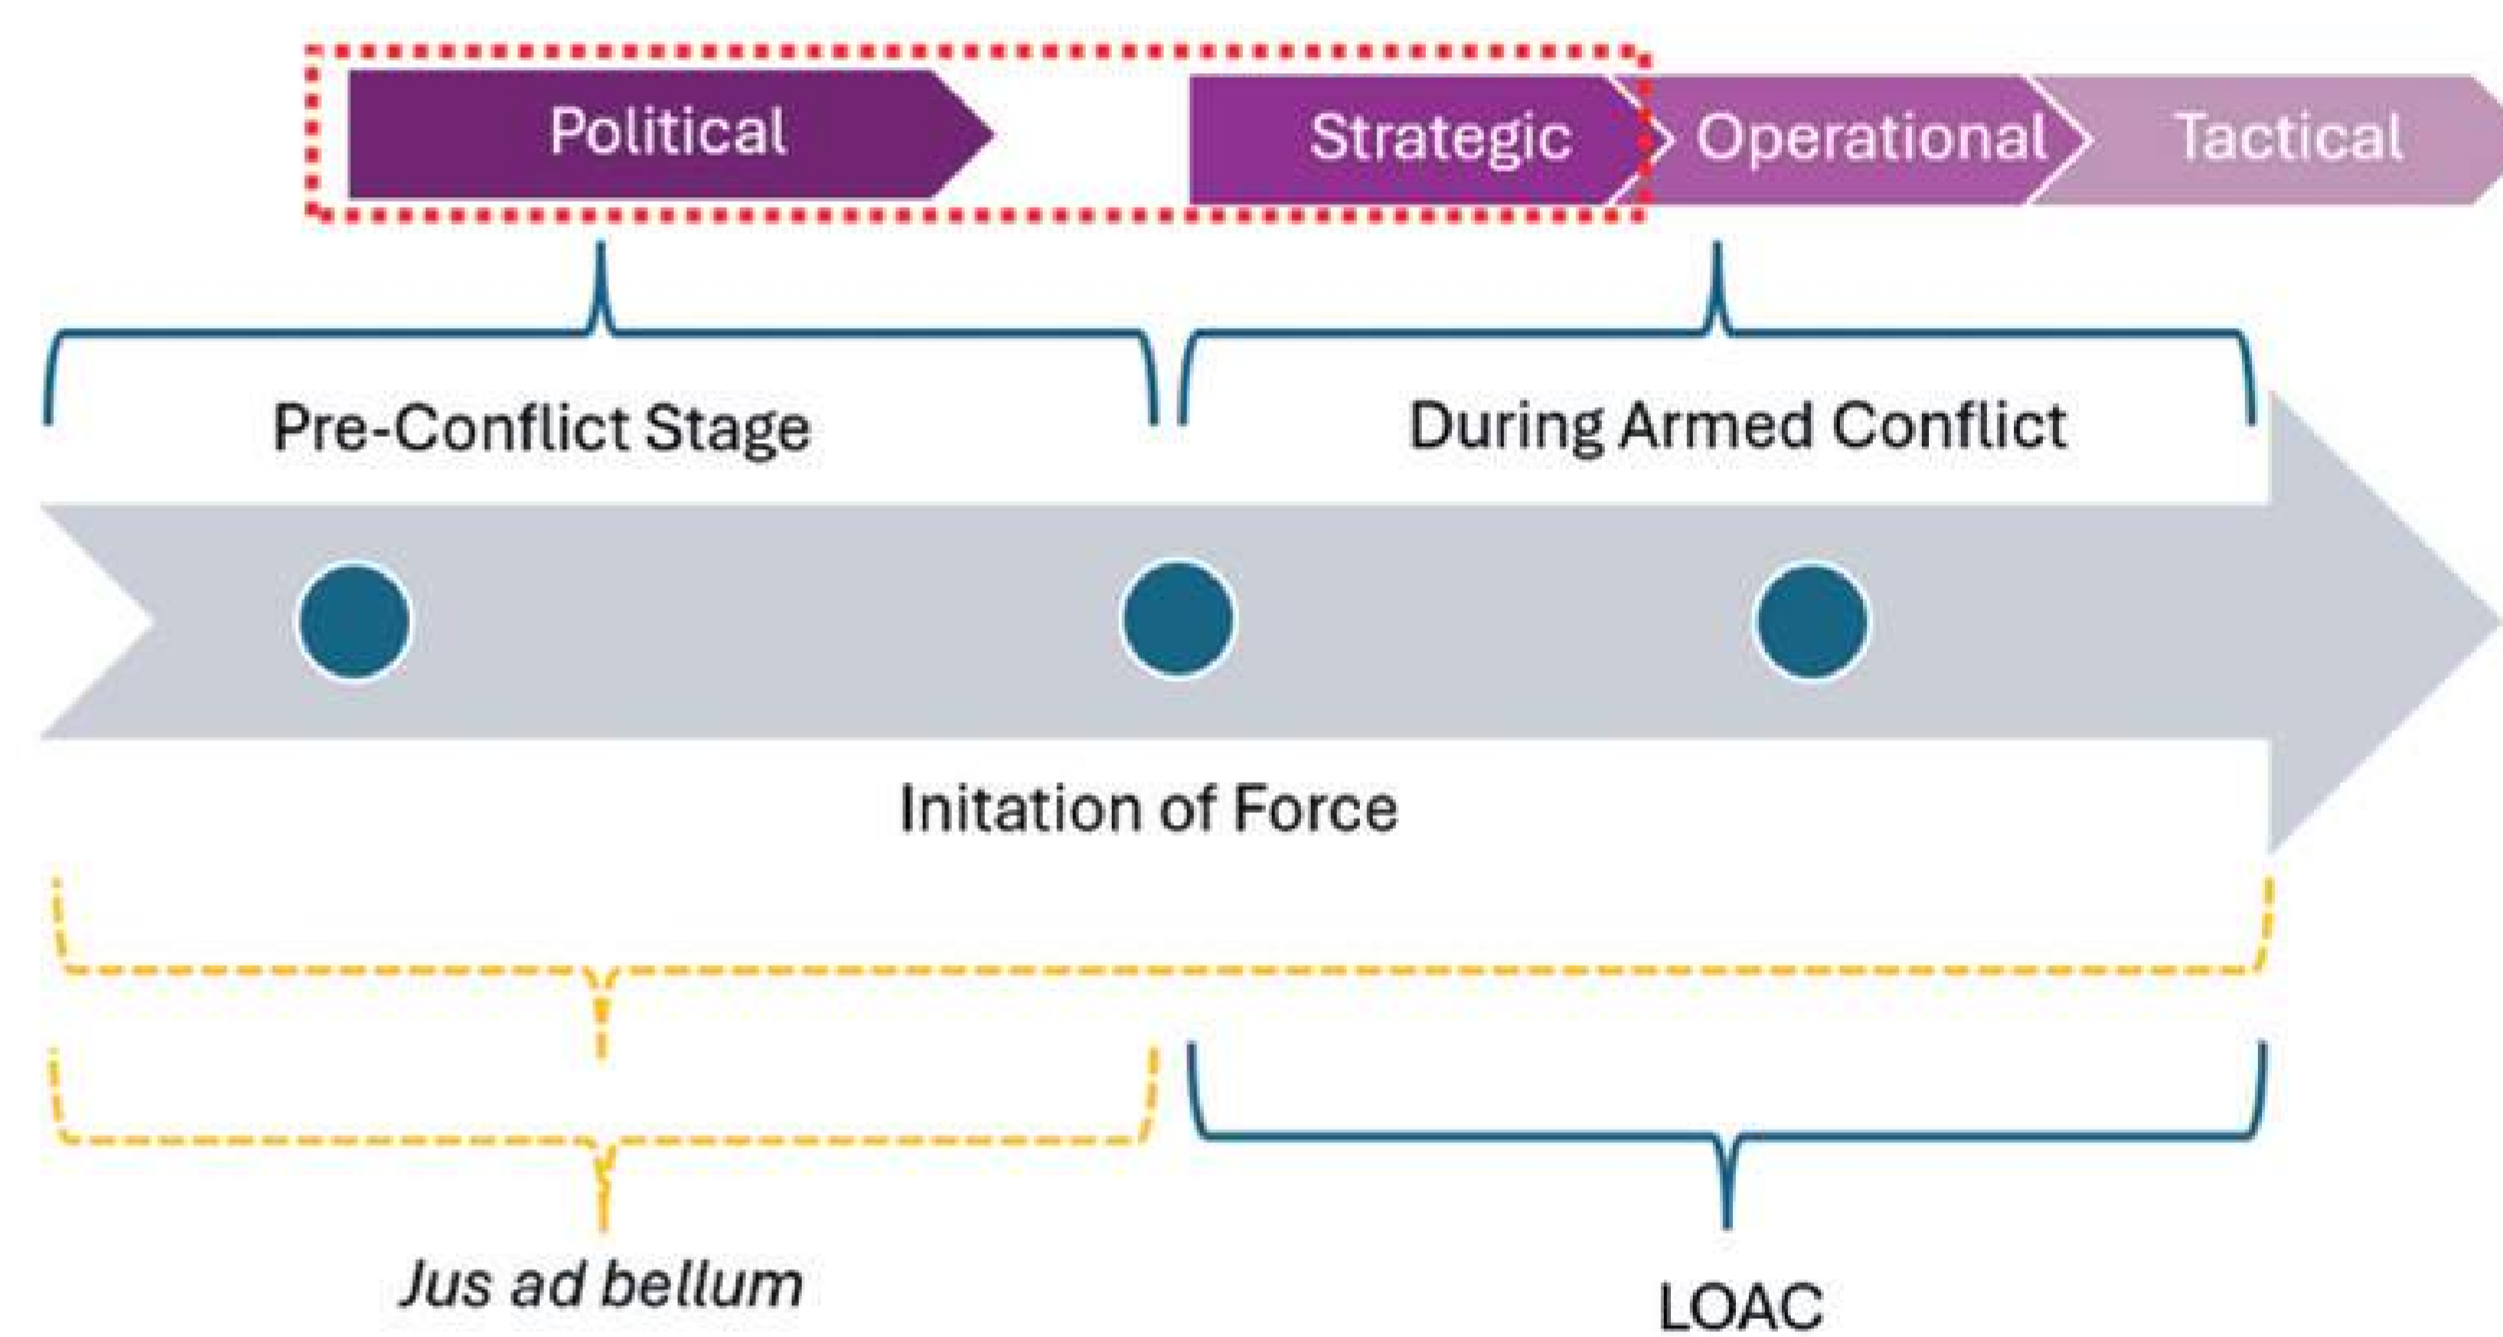 Political
Strategic
Operational
Tactical
Pre-Conflict Stage
During Armed Conflict
Initation of Force
Jus ad bellum
LOAC